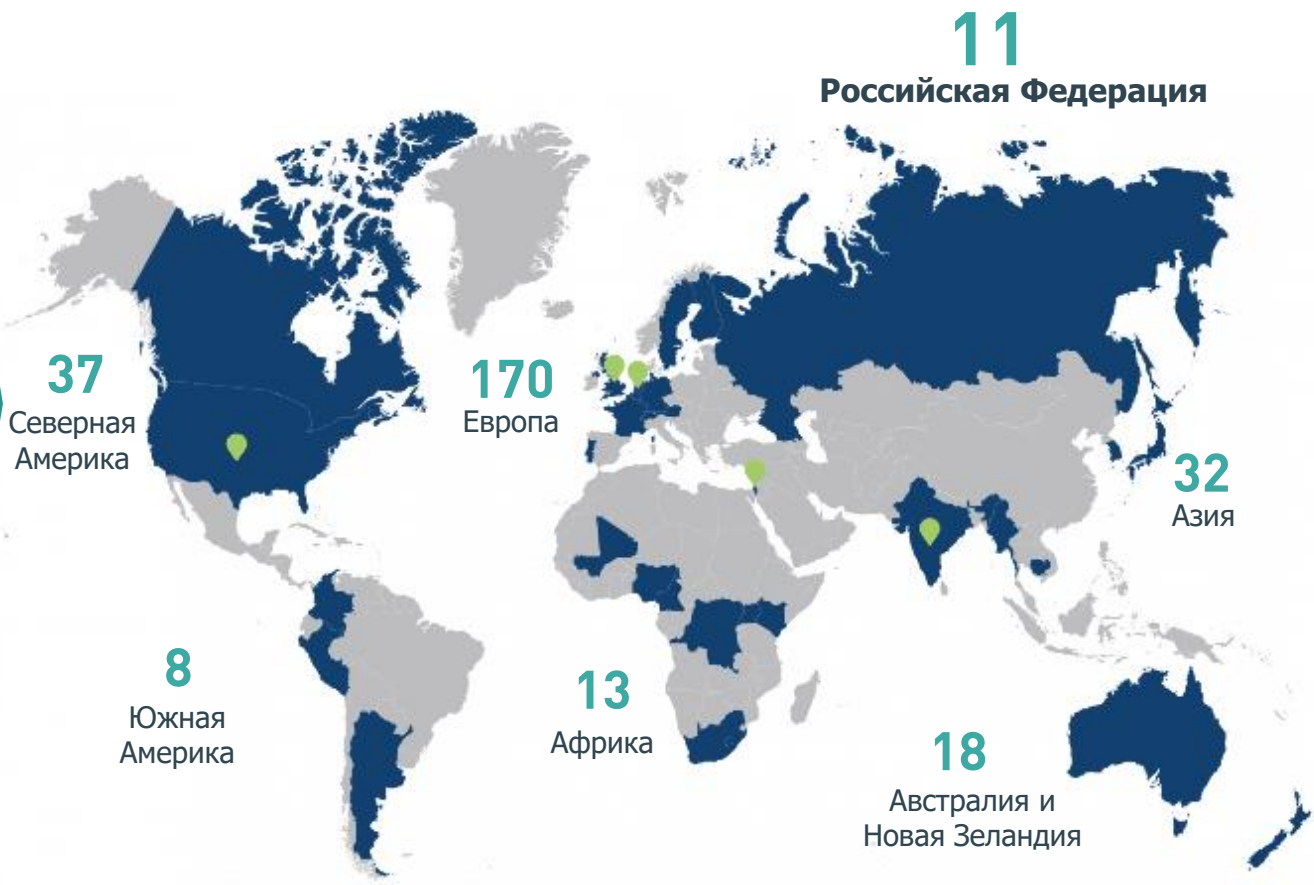 11
Российская Федерация
37
Северная
Америка
170
Европа
32
Азия
8
Южная
Америка
13
Африка
18
Австралия и
Новая Зеландия